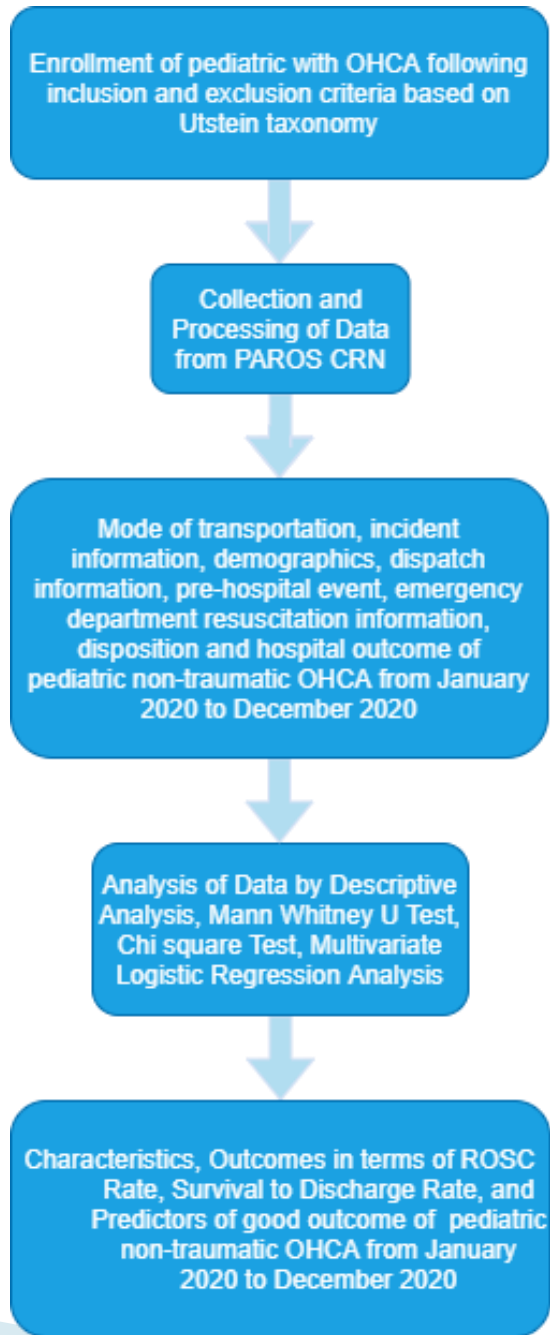 Enrollment of pediatric with OHCA following
inclusion and exclusion criteria based on
Utstein taxonomy
Collection and
Processing of Data
from PAROS CRN
Mode of transportation, incident
information, demographics, dispatch
information, pre-hospital event, emergency
department resuscitation information,
disposition and hospital outcome of
pediatric non-traumatic OHCA from January
2020 to December 2020
Analysis of Data by Descriptive
Analysis, Mann Whitney U Test,
Chi square Test, Multivariate
Logistic Regression Analysis
Characteristics, Outcomes in terms of ROSC
Rate, Survival to Discharge Rate, and
Predictors of good outcome of pediatric
non-traumatic OHCA from January
2020 to December 2020